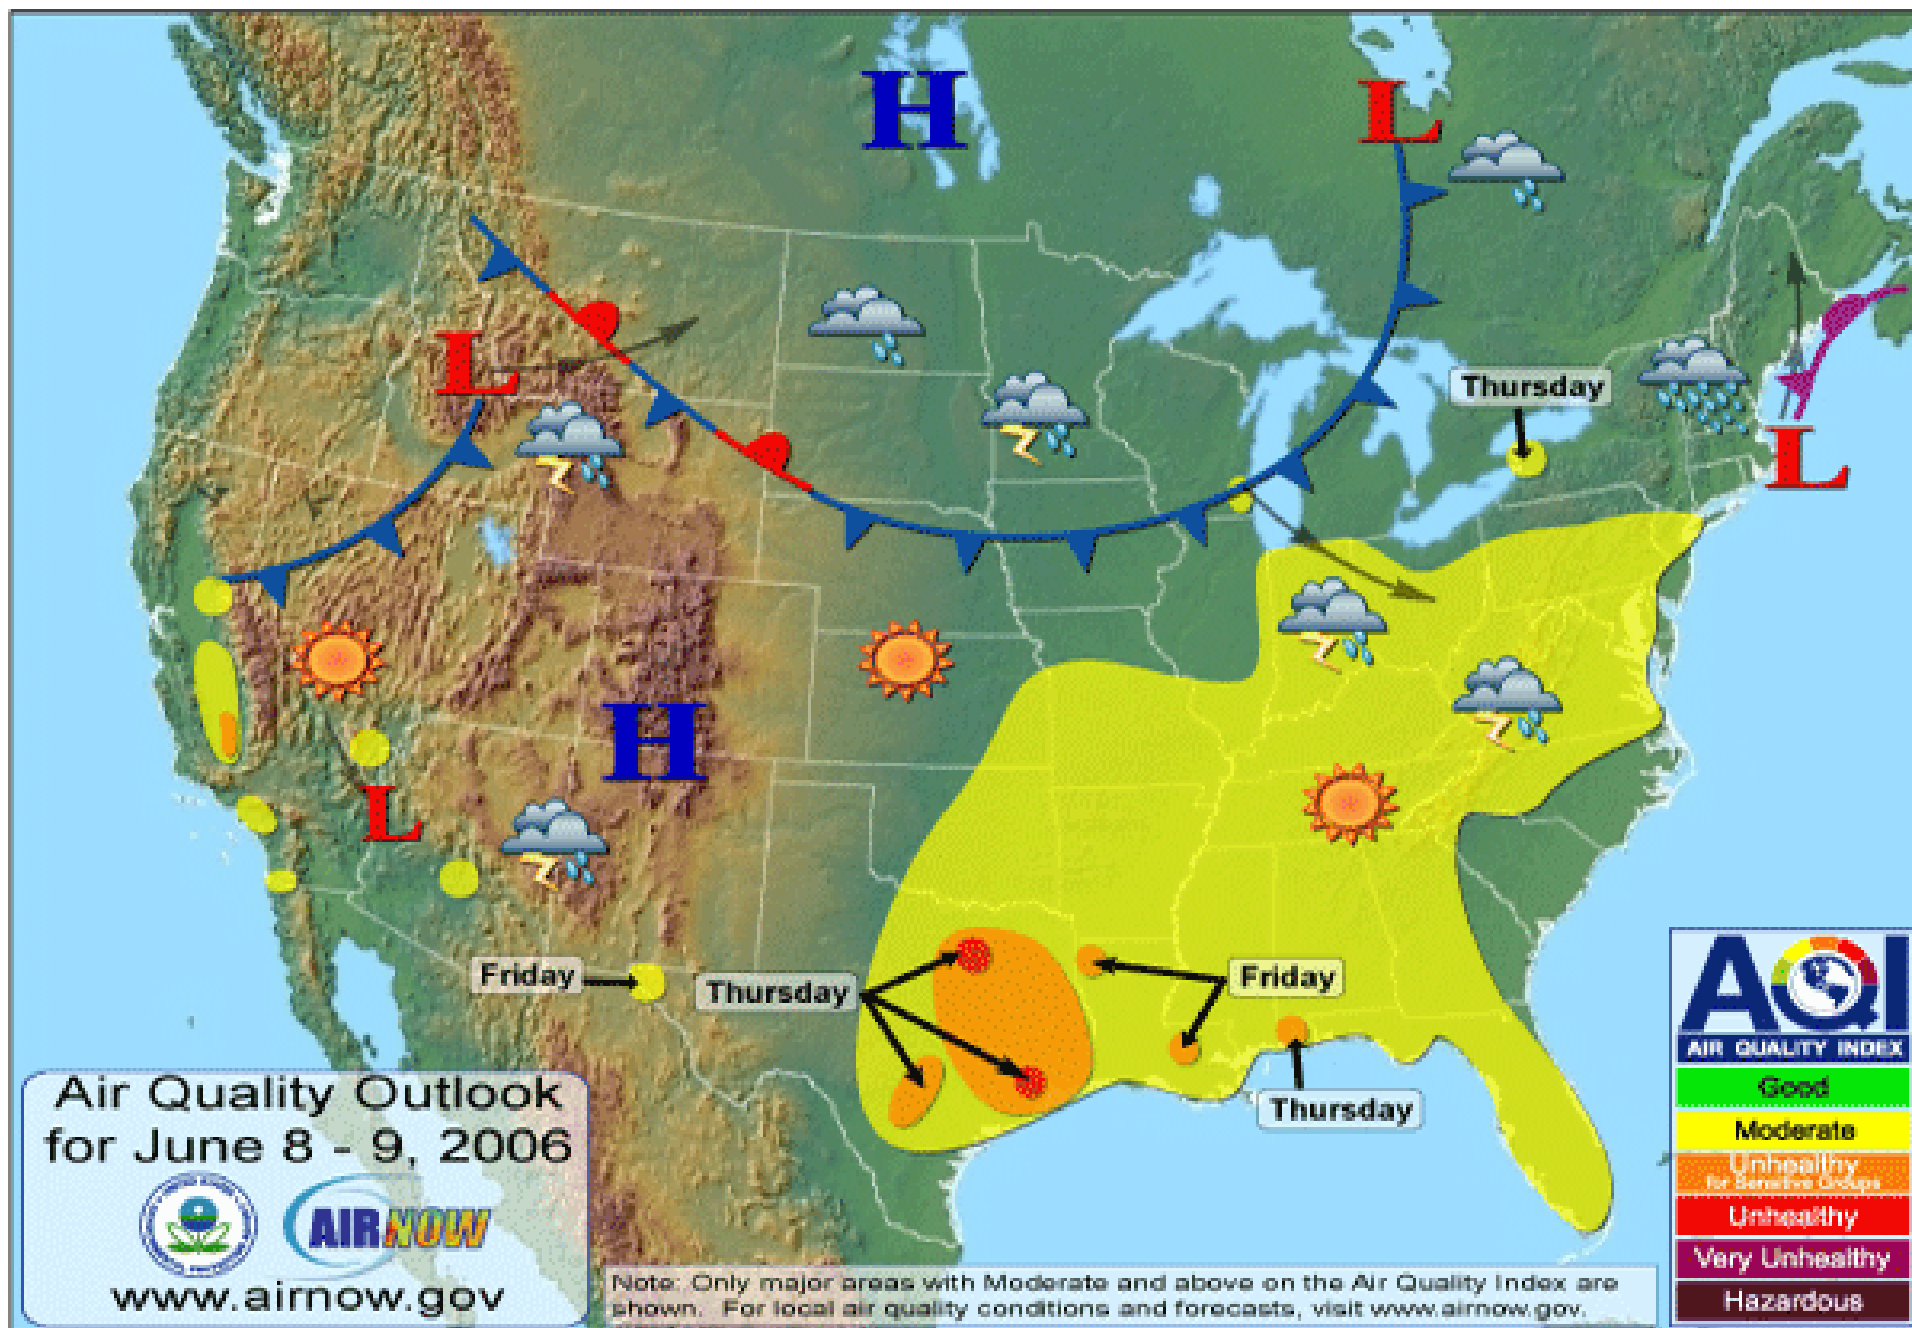 H
L
Thursday
L
L
H
L
Friday
Thursday
Friday
Thursday
AQI
AIR QUALITY INDEX
Good
Moderate
Unhealthy
for Sensitive Groups
Unhealthy
Very Unhealthy
Hazardous
Air Quality Outlook
for June 8 - 9, 2006
AIRNOW
www.airnow.gov
Note: Only major areas with Moderate and above on the Air Quality Index are
shown. For local air quality conditions and forecasts, visit www.airnow.gov.